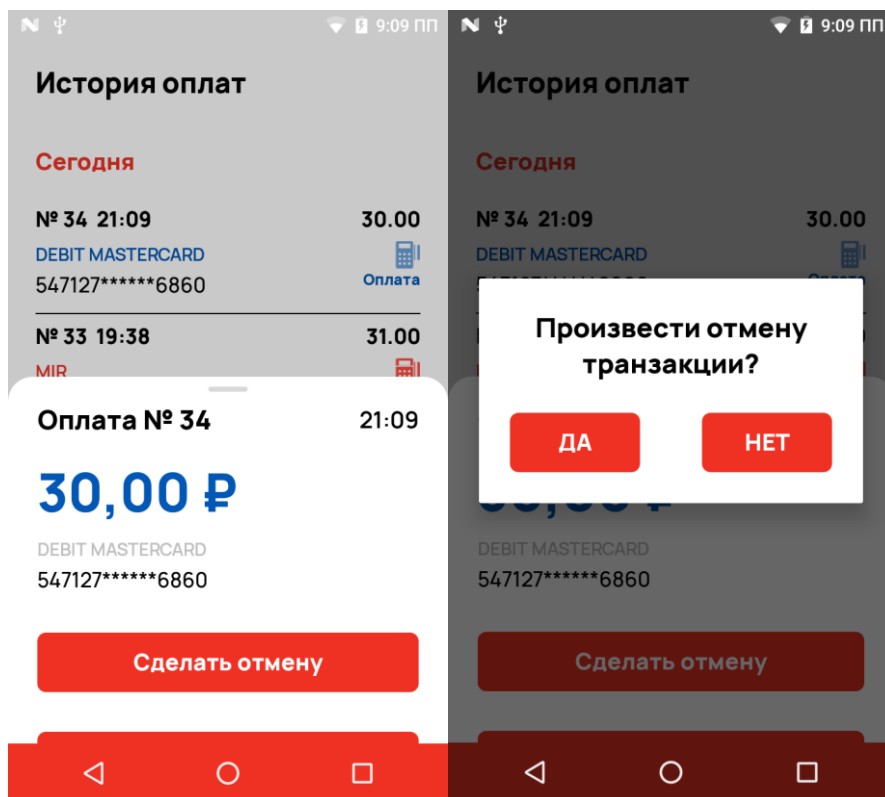 9:09 ПП
История оплат
Сегодня
№ 34 21:09 30.00
DEBIT MASTERCARD
547127******6860 Оплата
№ 33 19:38 31.00
MIR
Оплата № 34 21:09
30,00 ₽
DEBIT MASTERCARD
547127******6860
Сделать отмену
9:09 ПП
История оплат
Сегодня
№ 34 21:09 30.00
DEBIT MASTERCARD
Произвести отмену
транзакции?
ДА НЕТ
DEBIT MASTERCARD
547127******6860
Сделать отмену